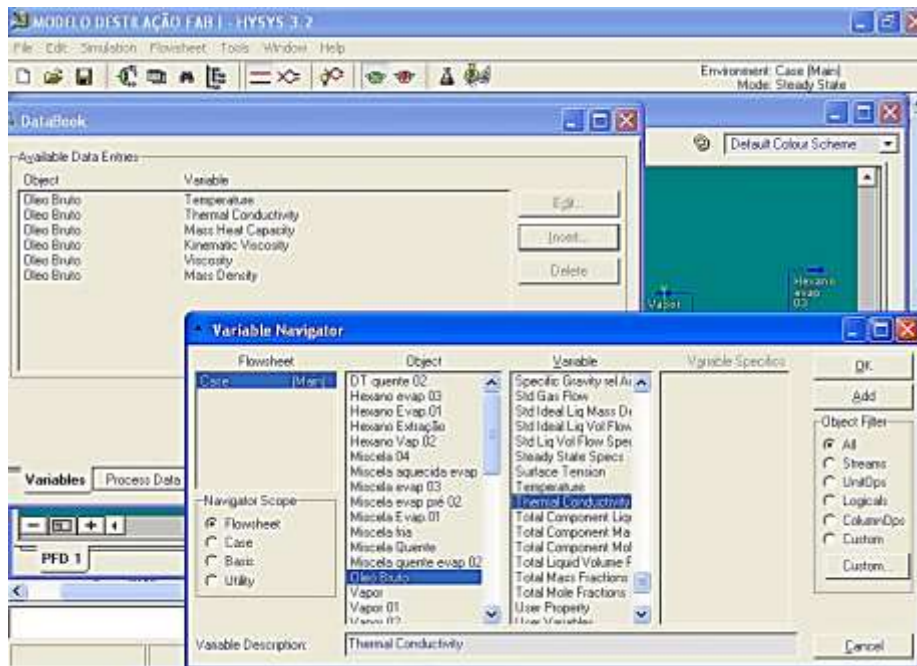 MODELO DESTILAÇÃO FAB I - HYSYS 3.2
File Edit Simulation Flowsheet Tools Window Help
Environment: Case (Main)
Mode: Steady State
DataBook
Default Colour Scheme
Available Data Entries
Object Variable
Oleo Bruto Temperature
Oleo Bruto Thermal Conductivity
Oleo Bruto Mass Heat Capacity
Oleo Bruto Kinematic Viscosity
Oleo Bruto Viscosity
Oleo Bruto Mass Density
Edit...
Insert...
Delete
Vapor
Hexano
evap
03
Variables Process Data
PFD 1
Variable Navigator
Flowsheet Object Variable Variable Specifics
Case (Main)
DT quente 02
Hexano evap 03
Hexano Evap 01
Hexano Extração
Hexano Vap 02
Miscela 04
Miscela aquecida evap
Miscela evap 03
Miscela evap pré 02
Miscela Evap 01
Miscela fria
Miscela Quente
Miscela quente evap 02
Oleo Bruto
Vapor
Vapor 01
Vapor 02
Specific Gravity rel Ai
Std Gas Flow
Std Ideal Liq Mass De
Std Ideal Liq Vol Flow
Std Liq Vol Flow Spec
Steady State Specs
Surface Tension
Temperature
Thermal Conductivity
Total Component Liqu
Total Component Ma
Total Component Mol
Total Liquid Volume F
Total Mass Fractions
Total Mole Fractions
User Property
User Variables
OK
Add
Object Filter
All
Streams
UnitOps
Logicals
ColumnOps
Custom
Custom...
Navigator Scope
Flowsheet
Case
Basis
Utility
Variable Description: Thermal Conductivity
Cancel